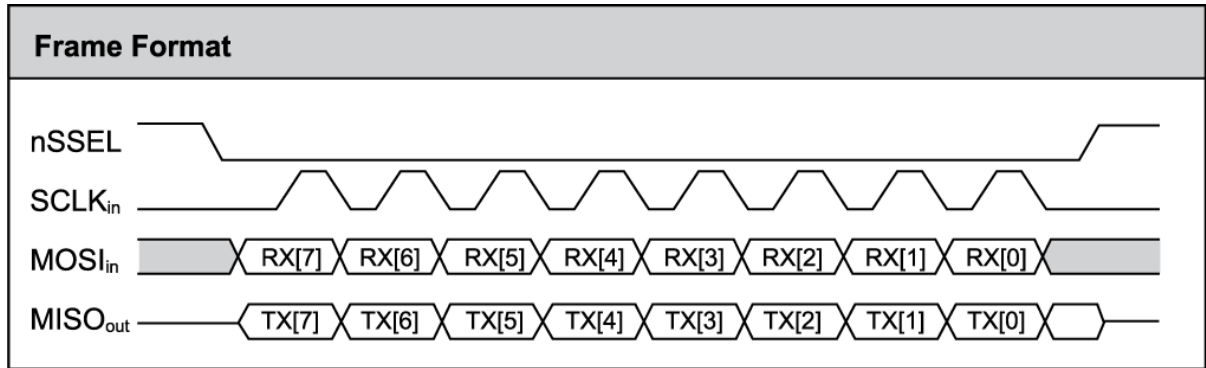 Frame Format
nSSEL
SCLKin
MOSIin RX[7] RX[6] RX[5] RX[4] RX[3] RX[2] RX[1] RX[0]
MISOout TX[7] TX[6] TX[5] TX[4] TX[3] TX[2] TX[1] TX[0]